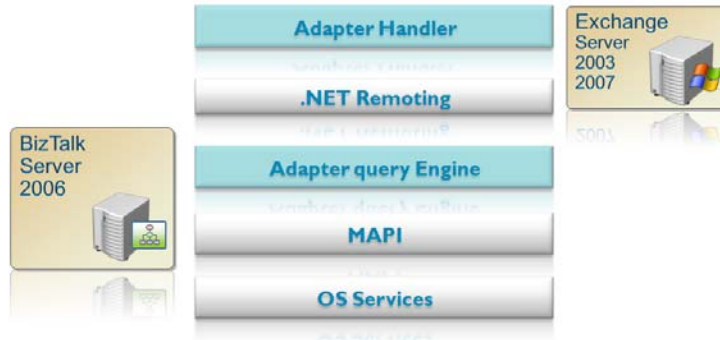 Adapter Handler
.NET Remoting
Adapter query Engine
MAPI
OS Services
BizTalk
Server
2006
Exchange
Server
2003
2007